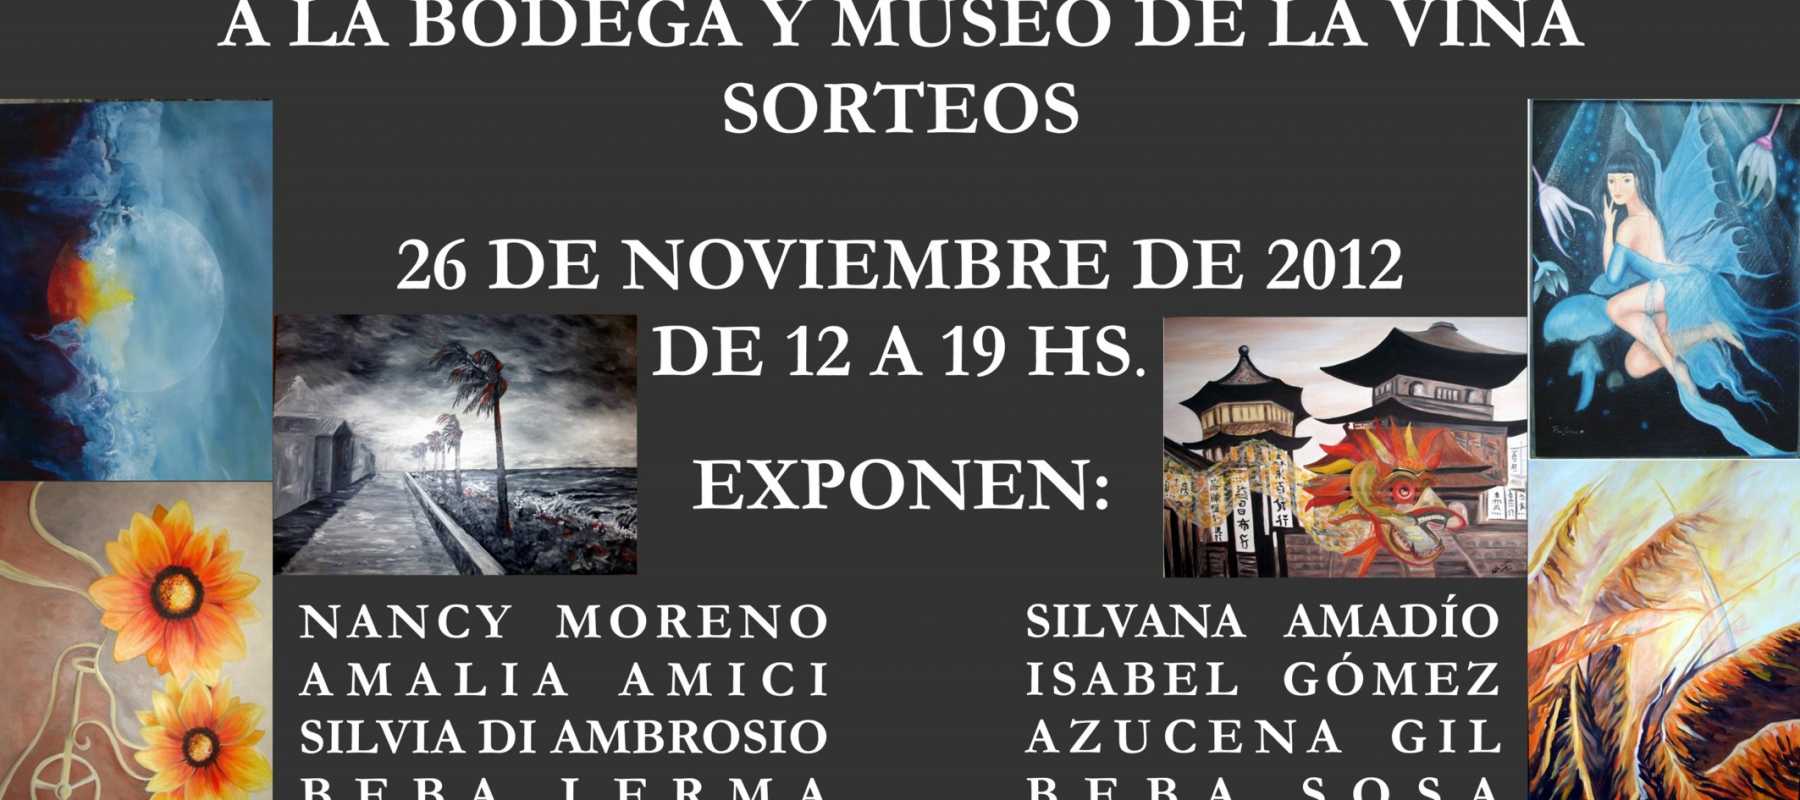 A LA BODEGA Y MUSEO DE LA VIÑA
SORTEOS
26 DE NOVIEMBRE DE 2012
DE 12 A 19 HS.
EXPONEN:
NANCY MORENO
AMALIA AMICI
SILVIA DI AMBROSIO
BEBA LERMA
SILVANA AMADÍO
ISABEL GÓMEZ
AZUCENA GIL
BEBA SOSA